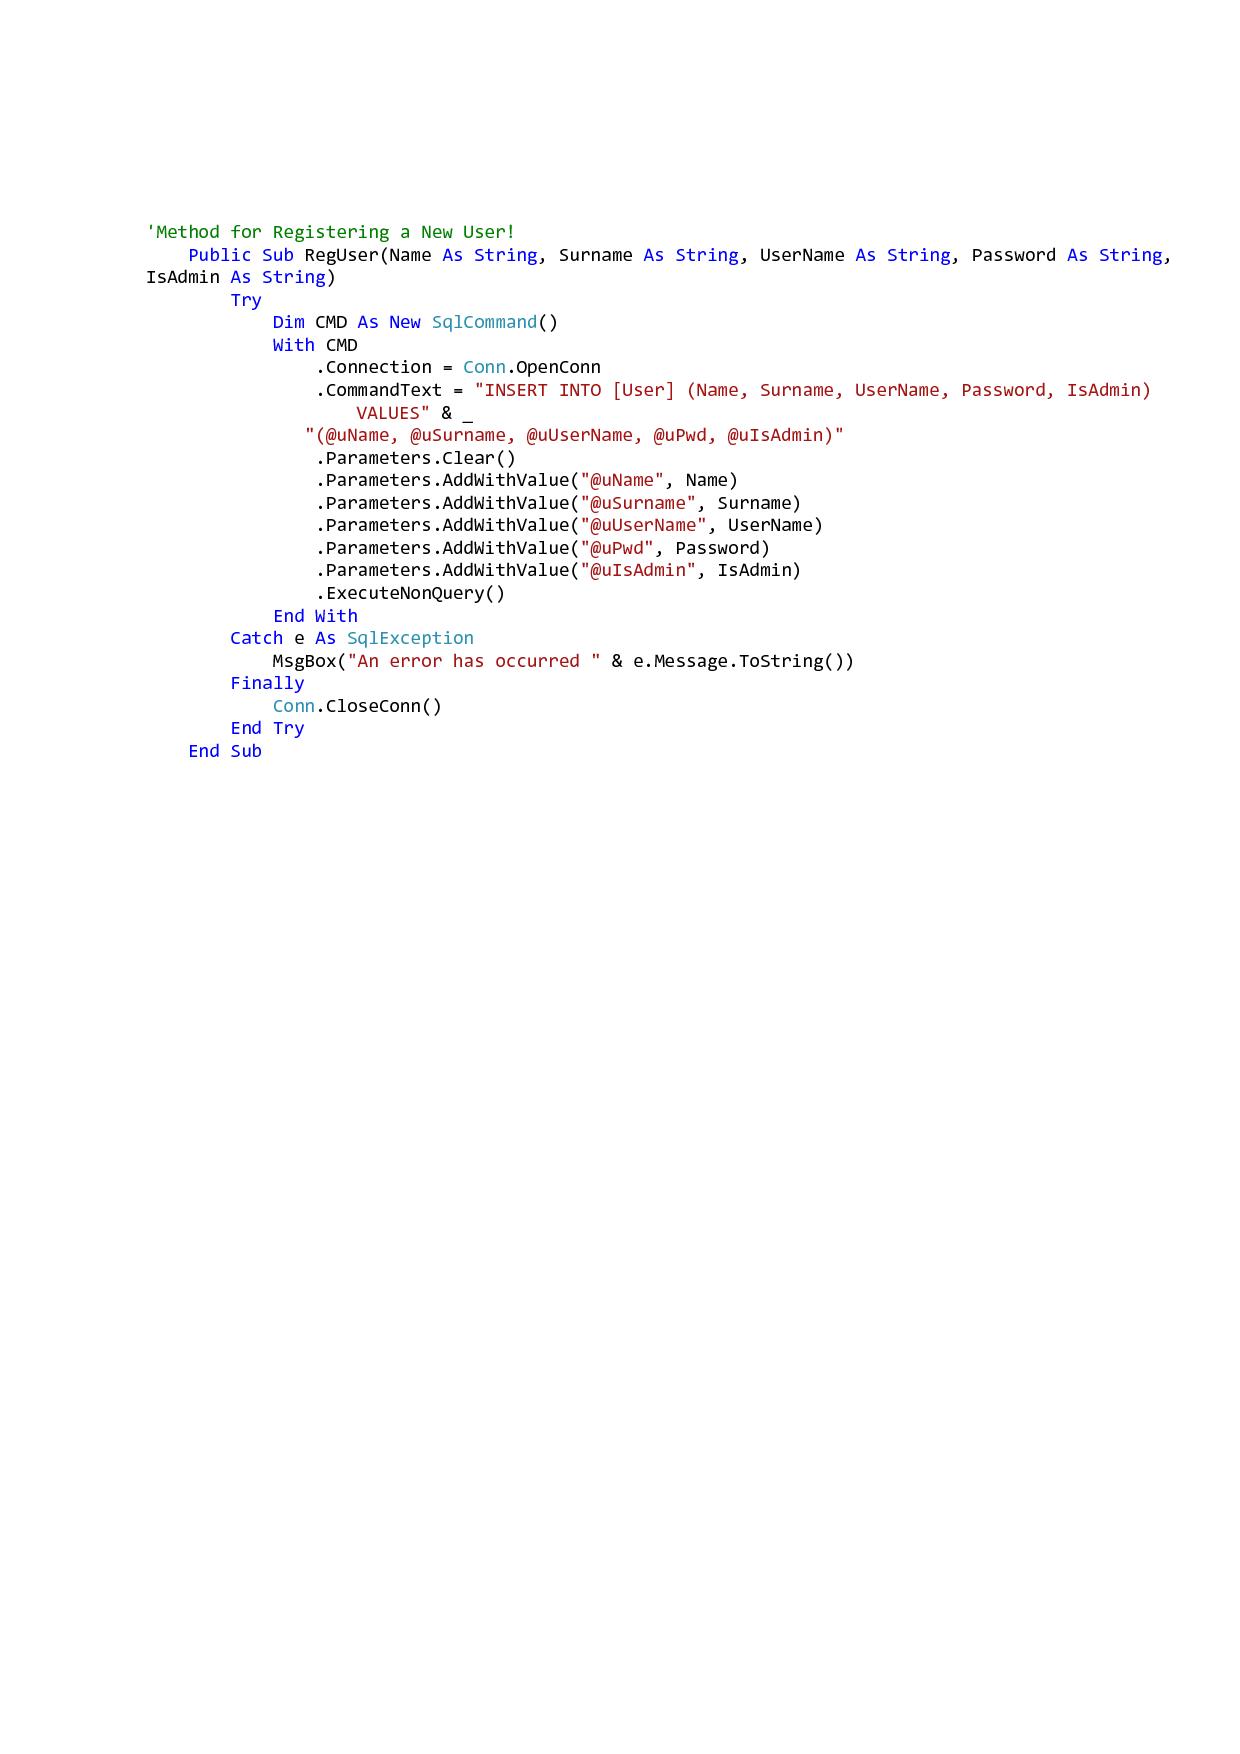 'Method for Registering a New User!
    Public Sub RegUser(Name As String, Surname As String, UserName As String, Password As String,
IsAdmin As String)
        Try
            Dim CMD As New SqlCommand()
            With CMD
                .Connection = Conn.OpenConn
                .CommandText = "INSERT INTO [User] (Name, Surname, UserName, Password, IsAdmin)
                    VALUES" & _
               "(@uName, @uSurname, @uUserName, @uPwd, @uIsAdmin)"
                .Parameters.Clear()
                .Parameters.AddWithValue("@uName", Name)
                .Parameters.AddWithValue("@uSurname", Surname)
                .Parameters.AddWithValue("@uUserName", UserName)
                .Parameters.AddWithValue("@uPwd", Password)
                .Parameters.AddWithValue("@uIsAdmin", IsAdmin)
                .ExecuteNonQuery()
            End With
        Catch e As SqlException
            MsgBox("An error has occurred " & e.Message.ToString())
        Finally
            Conn.CloseConn()
        End Try
    End Sub